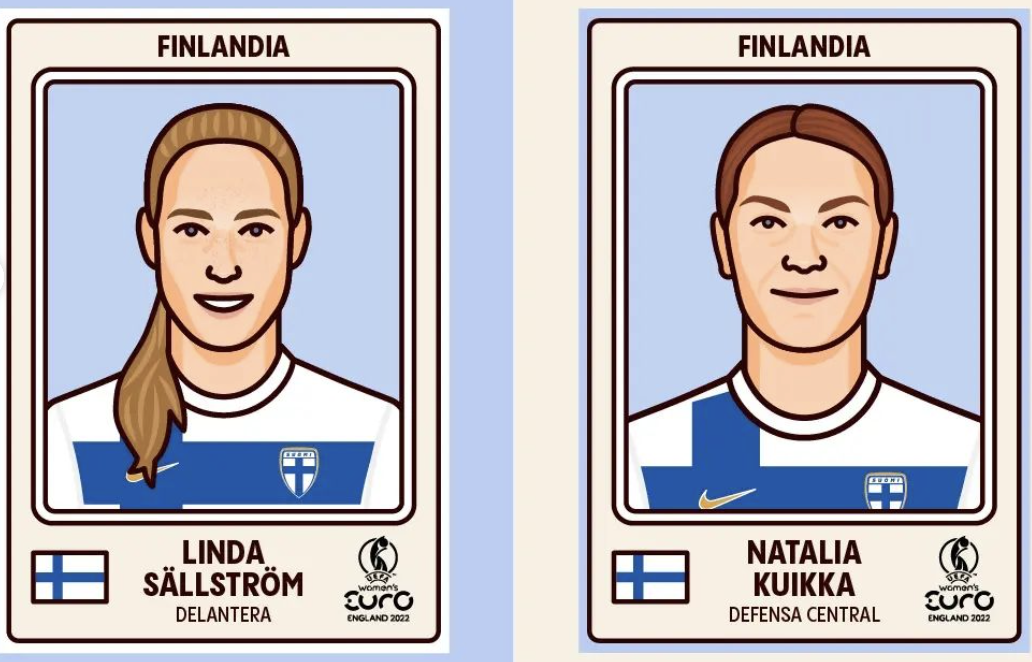 FINLANDIA
SUOMI
LINDA
SÄLLSTRÖM
DELANTERA
UEFA
women's
EURO
ENGLAND 2022
FINLANDIA
SUOMI
NATALIA
KUIKKA
DEFENSA CENTRAL
UEFA
women's
EURO
ENGLAND 2022